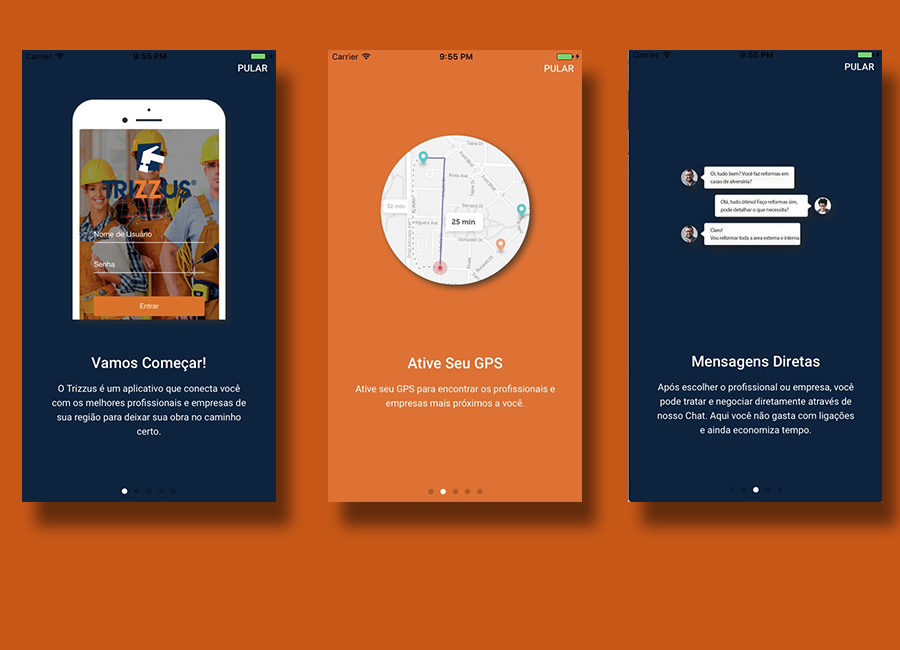 Carrier
9:55 PM
PULAR
TRIZZUS®
Nome de Usuário
Senha
Entrar
Vamos Começar!
O Trizzus é um aplicativo que conecta você
com os melhores profissionais e empresas de
sua região para deixar sua obra no caminho
certo.
Carrier
9:55 PM
PULAR
32 min
25 min
Ative Seu GPS
Ative seu GPS para encontrar os profissionais e
empresas mais próximos a você.
Carrier
9:55 PM
PULAR
Oi, tudo bem? Você faz reformas em
casas de alvenária?
Olá, tudo ótimo! Faço reformas sim,
pode detalhar o que necessita?
Claro!
Vou reformar toda a area externa e interna.
Mensagens Diretas
Após escolher o profissional ou empresa, você
pode tratar e negociar diretamente através de
nosso Chat. Aqui você não gasta com ligações
e ainda economiza tempo.